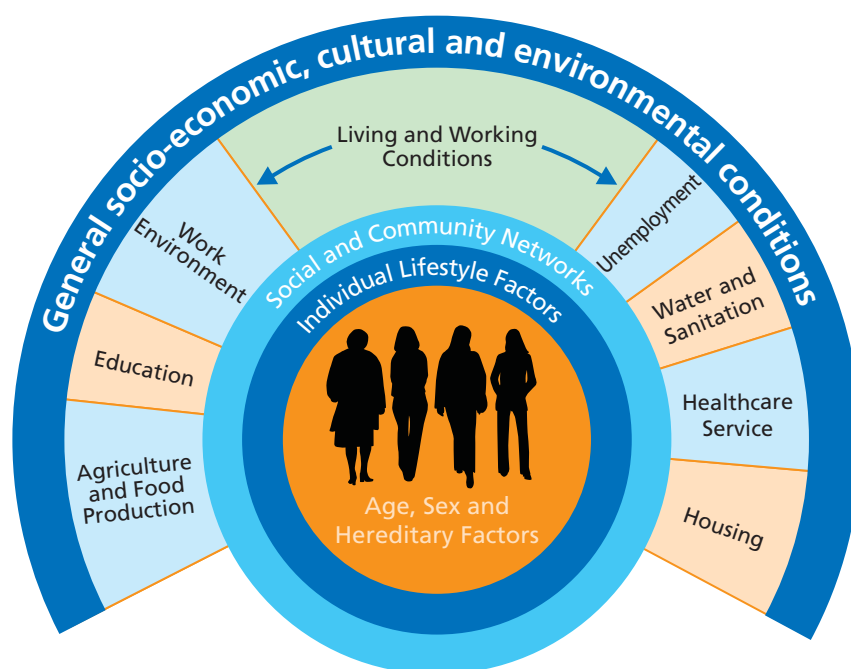 General socio-economic, cultural and environmental conditions
Living and Working
Conditions
Work
Environment
Education
Agriculture
and Food
Production
Unemployment
Water and
Sanitation
Healthcare
Service
Housing
Social and Community Networks
Individual Lifestyle Factors
Age, Sex and
Hereditary Factors